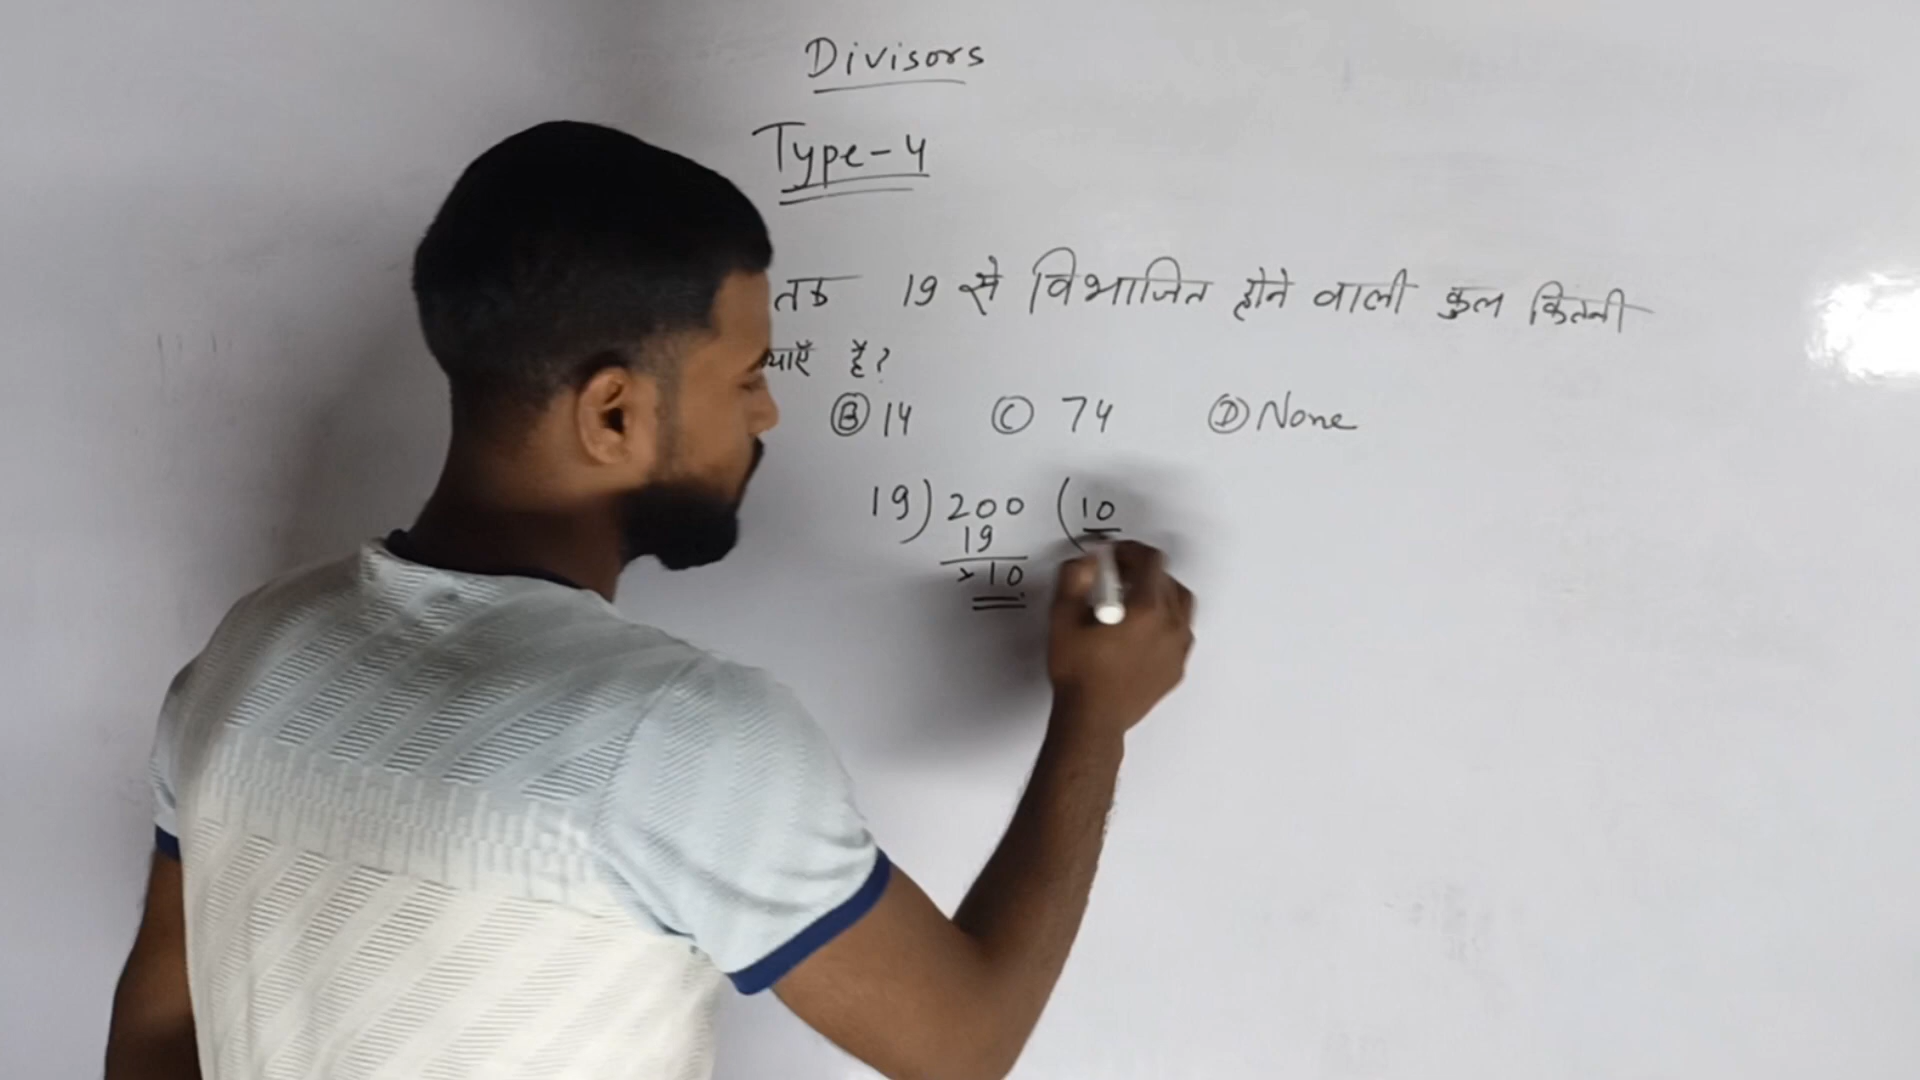 Divisors
Type-4
तक 19 से विभाजित होने वाली कुल कितनी
याएँ है?
Ⓑ 14 Ⓒ 74 Ⓓ None
19) 200 (10
19
×10